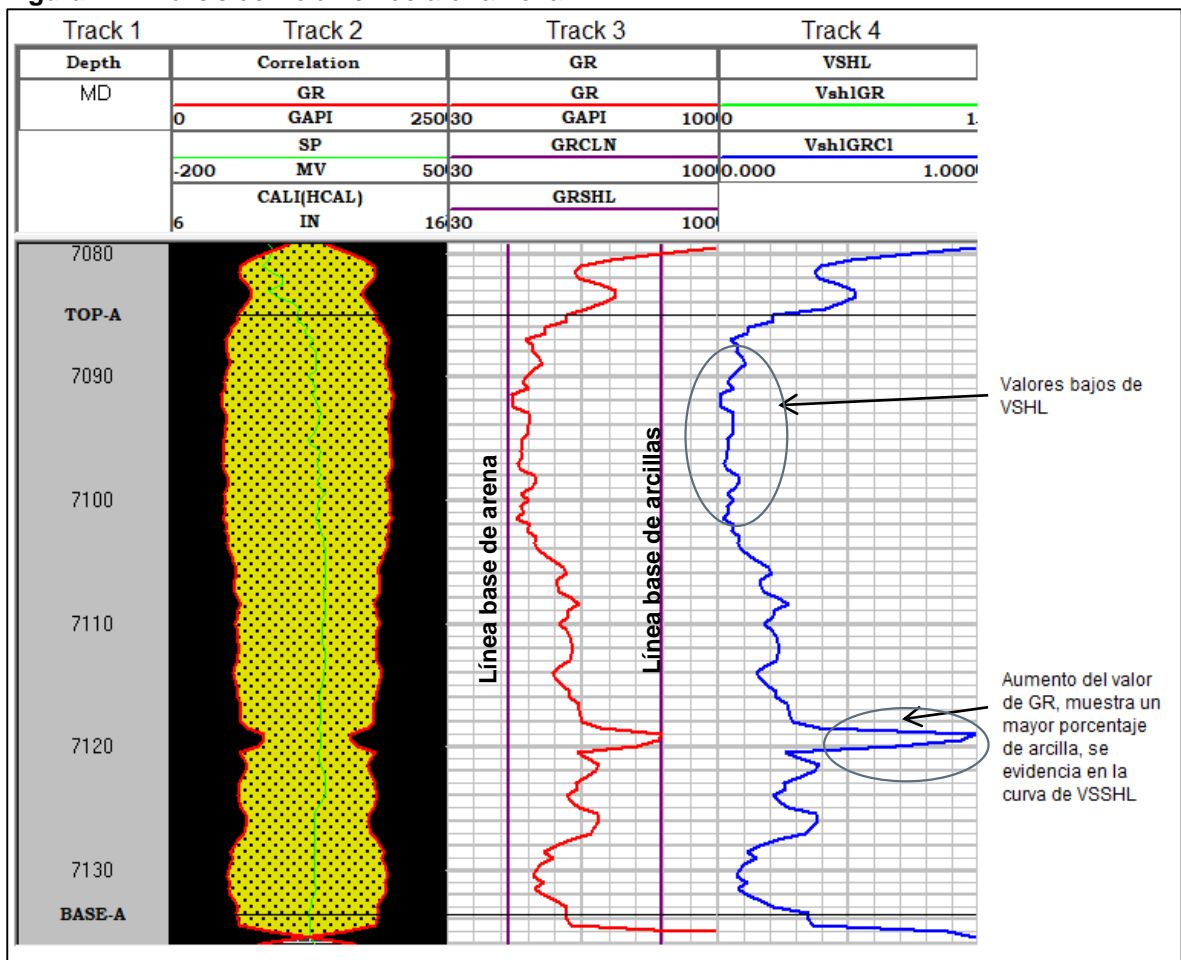 Track 1 Track 2 Track 3 Track 4
Depth Correlation GR VSHL
MD GR GR VshlGR
0 GAPI 250 30 GAPI 100 0 1.
SP GRCLN VshlGRCl
-200 MV 50 30 100 0.000 1.000
CALI(HCAL) GRSHL
6 IN 16 30 100
7080
TOP-A
7090
Valores bajos de
VSHL
7100
Línea base de arena
Línea base de arcillas
7110
Aumento del valor
de GR, muestra un
mayor porcentaje
de arcilla, se
evidencia en la
curva de VSSHL
7120
7130
BASE-A